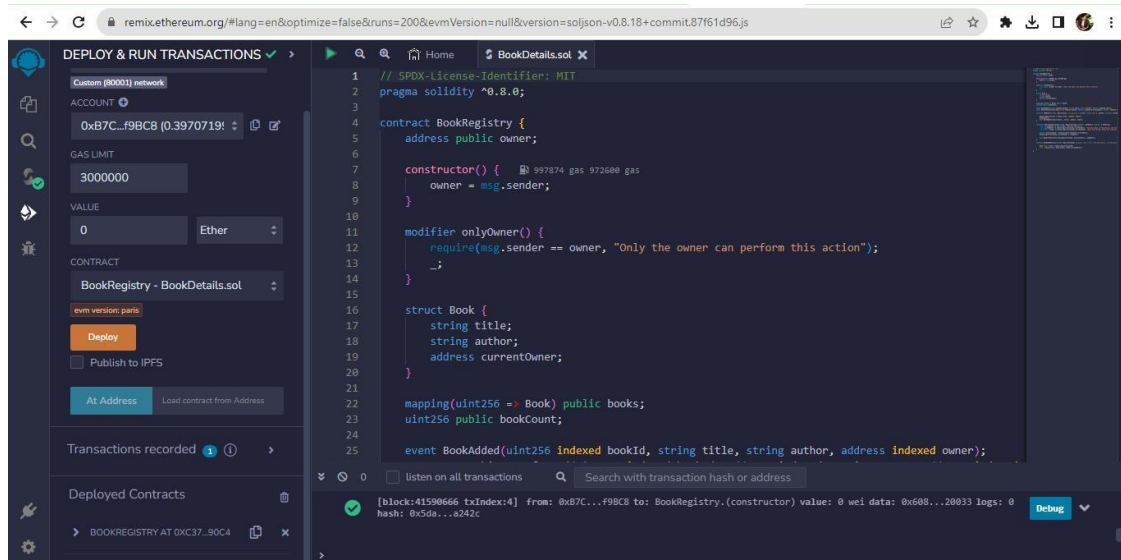 remix.ethereum.org/#lang=en&optimize=false&runs=200&evmVersion=null&version=soljson-v0.8.18+commit.87f61d96.js
DEPLOY & RUN TRANSACTIONS
Custom (80001) network
ACCOUNT
0xB7C...f9BC8 (0.3970719
GAS LIMIT
3000000
VALUE
0
Ether
CONTRACT
BookRegistry - BookDetails.sol
evm version: paris
Deploy
Publish to IPFS
At Address
Load contract from Address
Transactions recorded 1
Deployed Contracts
BOOKREGISTRY AT 0XC37...90C4
Home
BookDetails.sol
1 // SPDX-License-Identifier: MIT
2 pragma solidity ^0.8.0;
3
4 contract BookRegistry {
5 address public owner;
6
7 constructor() { 997874 gas 972600 gas
8 owner = msg.sender;
9 }
10
11 modifier onlyOwner() {
12 require(msg.sender == owner, "Only the owner can perform this action");
13 _;
14 }
15
16 struct Book {
17 string title;
18 string author;
19 address currentOwner;
20 }
21
22 mapping(uint256 => Book) public books;
23 uint256 public bookCount;
24
25 event BookAdded(uint256 indexed bookId, string title, string author, address indexed owner);
0
listen on all transactions
Search with transaction hash or address
[block:41590666 txIndex:4] from: 0xB7C...f9BC8 to: BookRegistry.(constructor) value: 0 wei data: 0x608...20033 logs: 0
hash: 0x5da...a242c
Debug
>